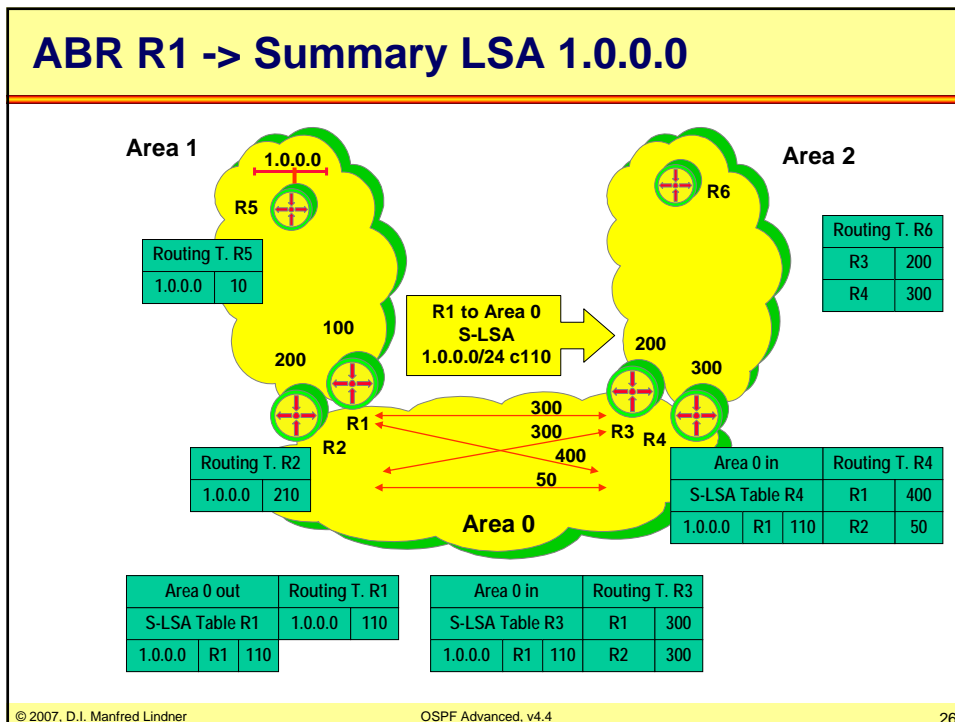 ABR R1 -> Summary LSA 1.0.0.0
Area 1
1.0.0.0
R5
Routing T. R5
1.0.0.0 10
100
200
R1
R2
Routing T. R2
1.0.0.0 210
R1 to Area 0
S-LSA
1.0.0.0/24 c110
Area 2
R6
Routing T. R6
R3 200
R4 300
200
300
R3
R4
300
300
400
50
Area 0
Area 0 in Routing T. R4
S-LSA Table R4 R1 400
1.0.0.0 R1 110 R2 50
Area 0 out Routing T. R1
S-LSA Table R1 1.0.0.0 110
1.0.0.0 R1 110
Area 0 in Routing T. R3
S-LSA Table R3 R1 300
1.0.0.0 R1 110 R2 300
© 2007, D.I. Manfred Lindner OSPF Advanced, v4.4 26